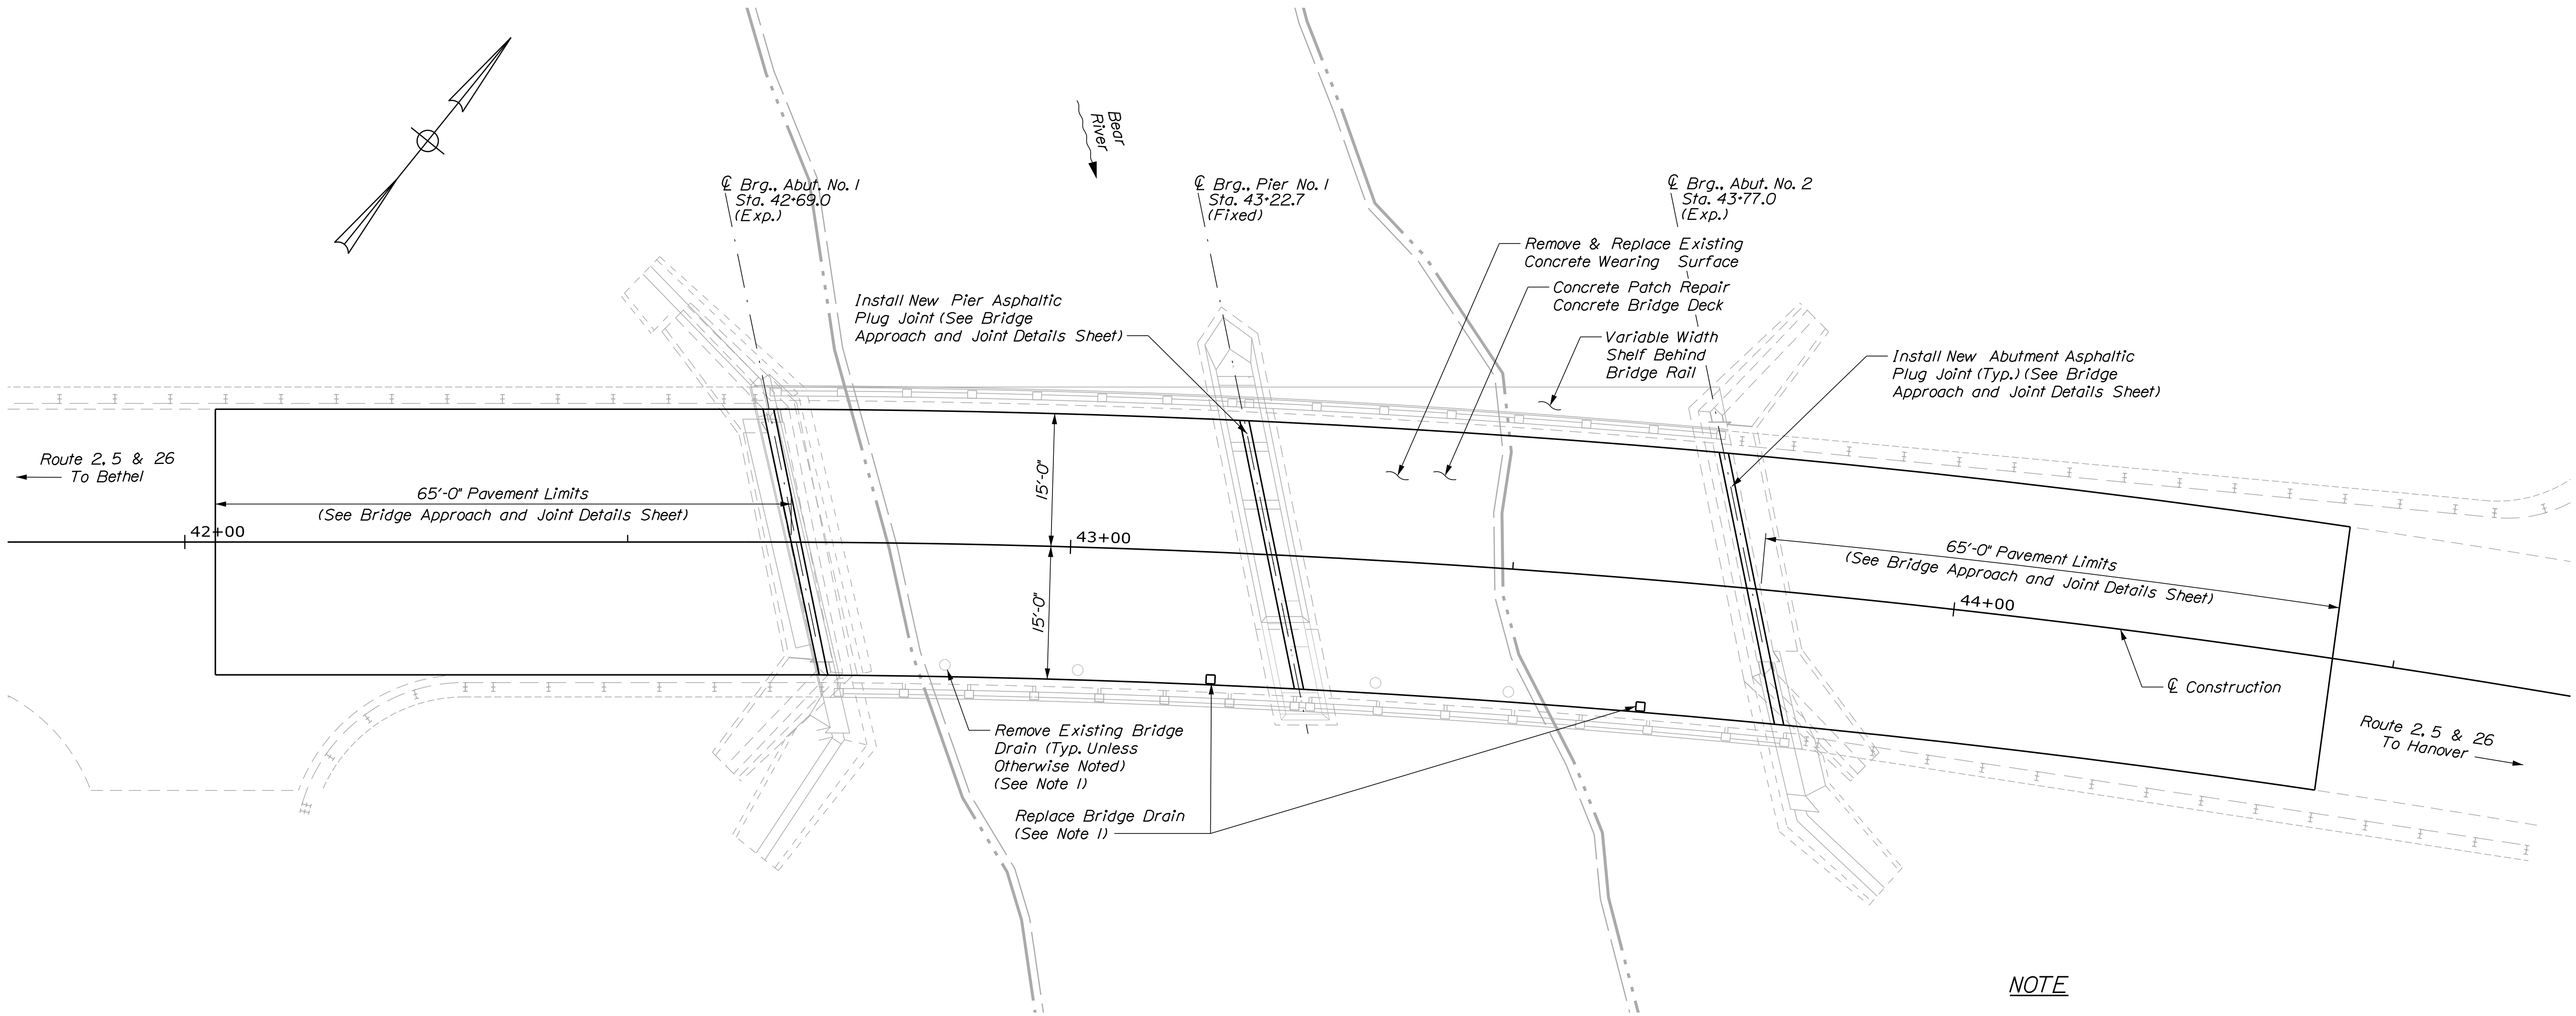 Bear
River
℄ Brg., Abut. No. 1
Sta. 42+69.0
(Exp.)
℄ Brg., Pier No. 1
Sta. 43+22.7
(Fixed)
℄ Brg., Abut. No. 2
Sta. 43+77.0
(Exp.)
Remove & Replace Existing
Concrete Wearing Surface
Concrete Patch Repair
Concrete Bridge Deck
Variable Width
Shelf Behind
Bridge Rail
Install New Pier Asphaltic
Plug Joint (See Bridge
Approach and Joint Details Sheet)
Install New Abutment Asphaltic
Plug Joint (Typ.) (See Bridge
Approach and Joint Details Sheet)
Route 2, 5 & 26
To Bethel
65'-0" Pavement Limits
(See Bridge Approach and Joint Details Sheet)
15'-0"
42+00
43+00
65'-0" Pavement Limits
(See Bridge Approach and Joint Details Sheet)
44+00
15'-0"
℄ Construction
Route 2, 5 & 26
To Hanover
Remove Existing Bridge
Drain (Typ. Unless
Otherwise Noted)
(See Note 1)
Replace Bridge Drain
(See Note 1)
NOTE